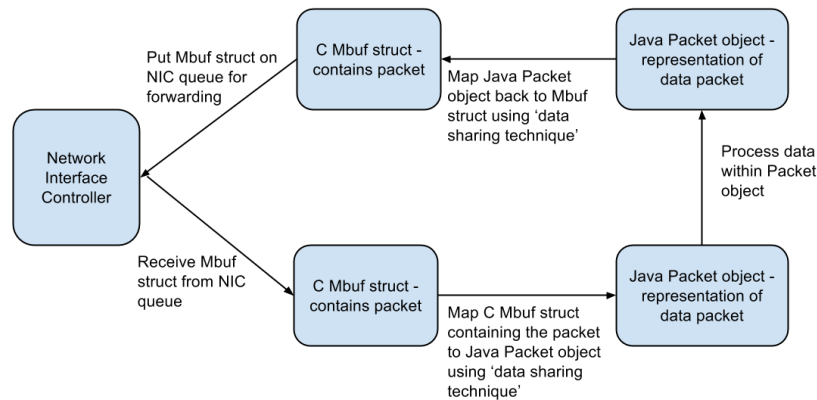 Put Mbuf struct on
NIC queue for
forwarding
C Mbuf struct -
contains packet
Map Java Packet
object back to Mbuf
struct using ‘data
sharing technique’
Java Packet object -
representation of
data packet
Network
Interface
Controller
Process data
within Packet
object
Receive Mbuf
struct from NIC
queue
C Mbuf struct -
contains packet
Map C Mbuf struct
containing the packet
to Java Packet object
using ‘data sharing
technique’
Java Packet object -
representation of
data packet